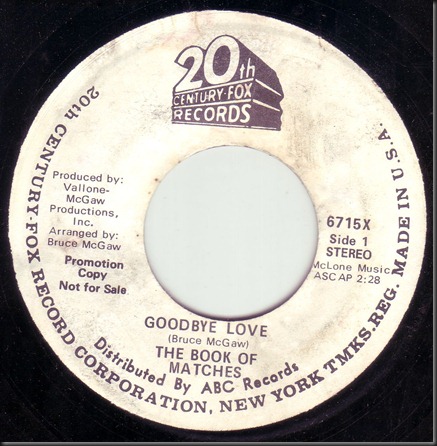 20th
CENTURY-FOX
RECORDS
Produced by:
Vallone-
McGaw
Productions,
Inc.
Arranged by:
Bruce McGaw
Promotion
Copy
Not for Sale
6715X
Side 1
STEREO
McLone Music
ASCAP 2:28
GOODBYE LOVE
(Bruce McGaw)
THE BOOK OF
MATCHES
Distributed By ABC Records
20th CENTURY-FOX RECORD CORPORATION, NEW YORK TMKS.REG. MADE IN U.S.A.